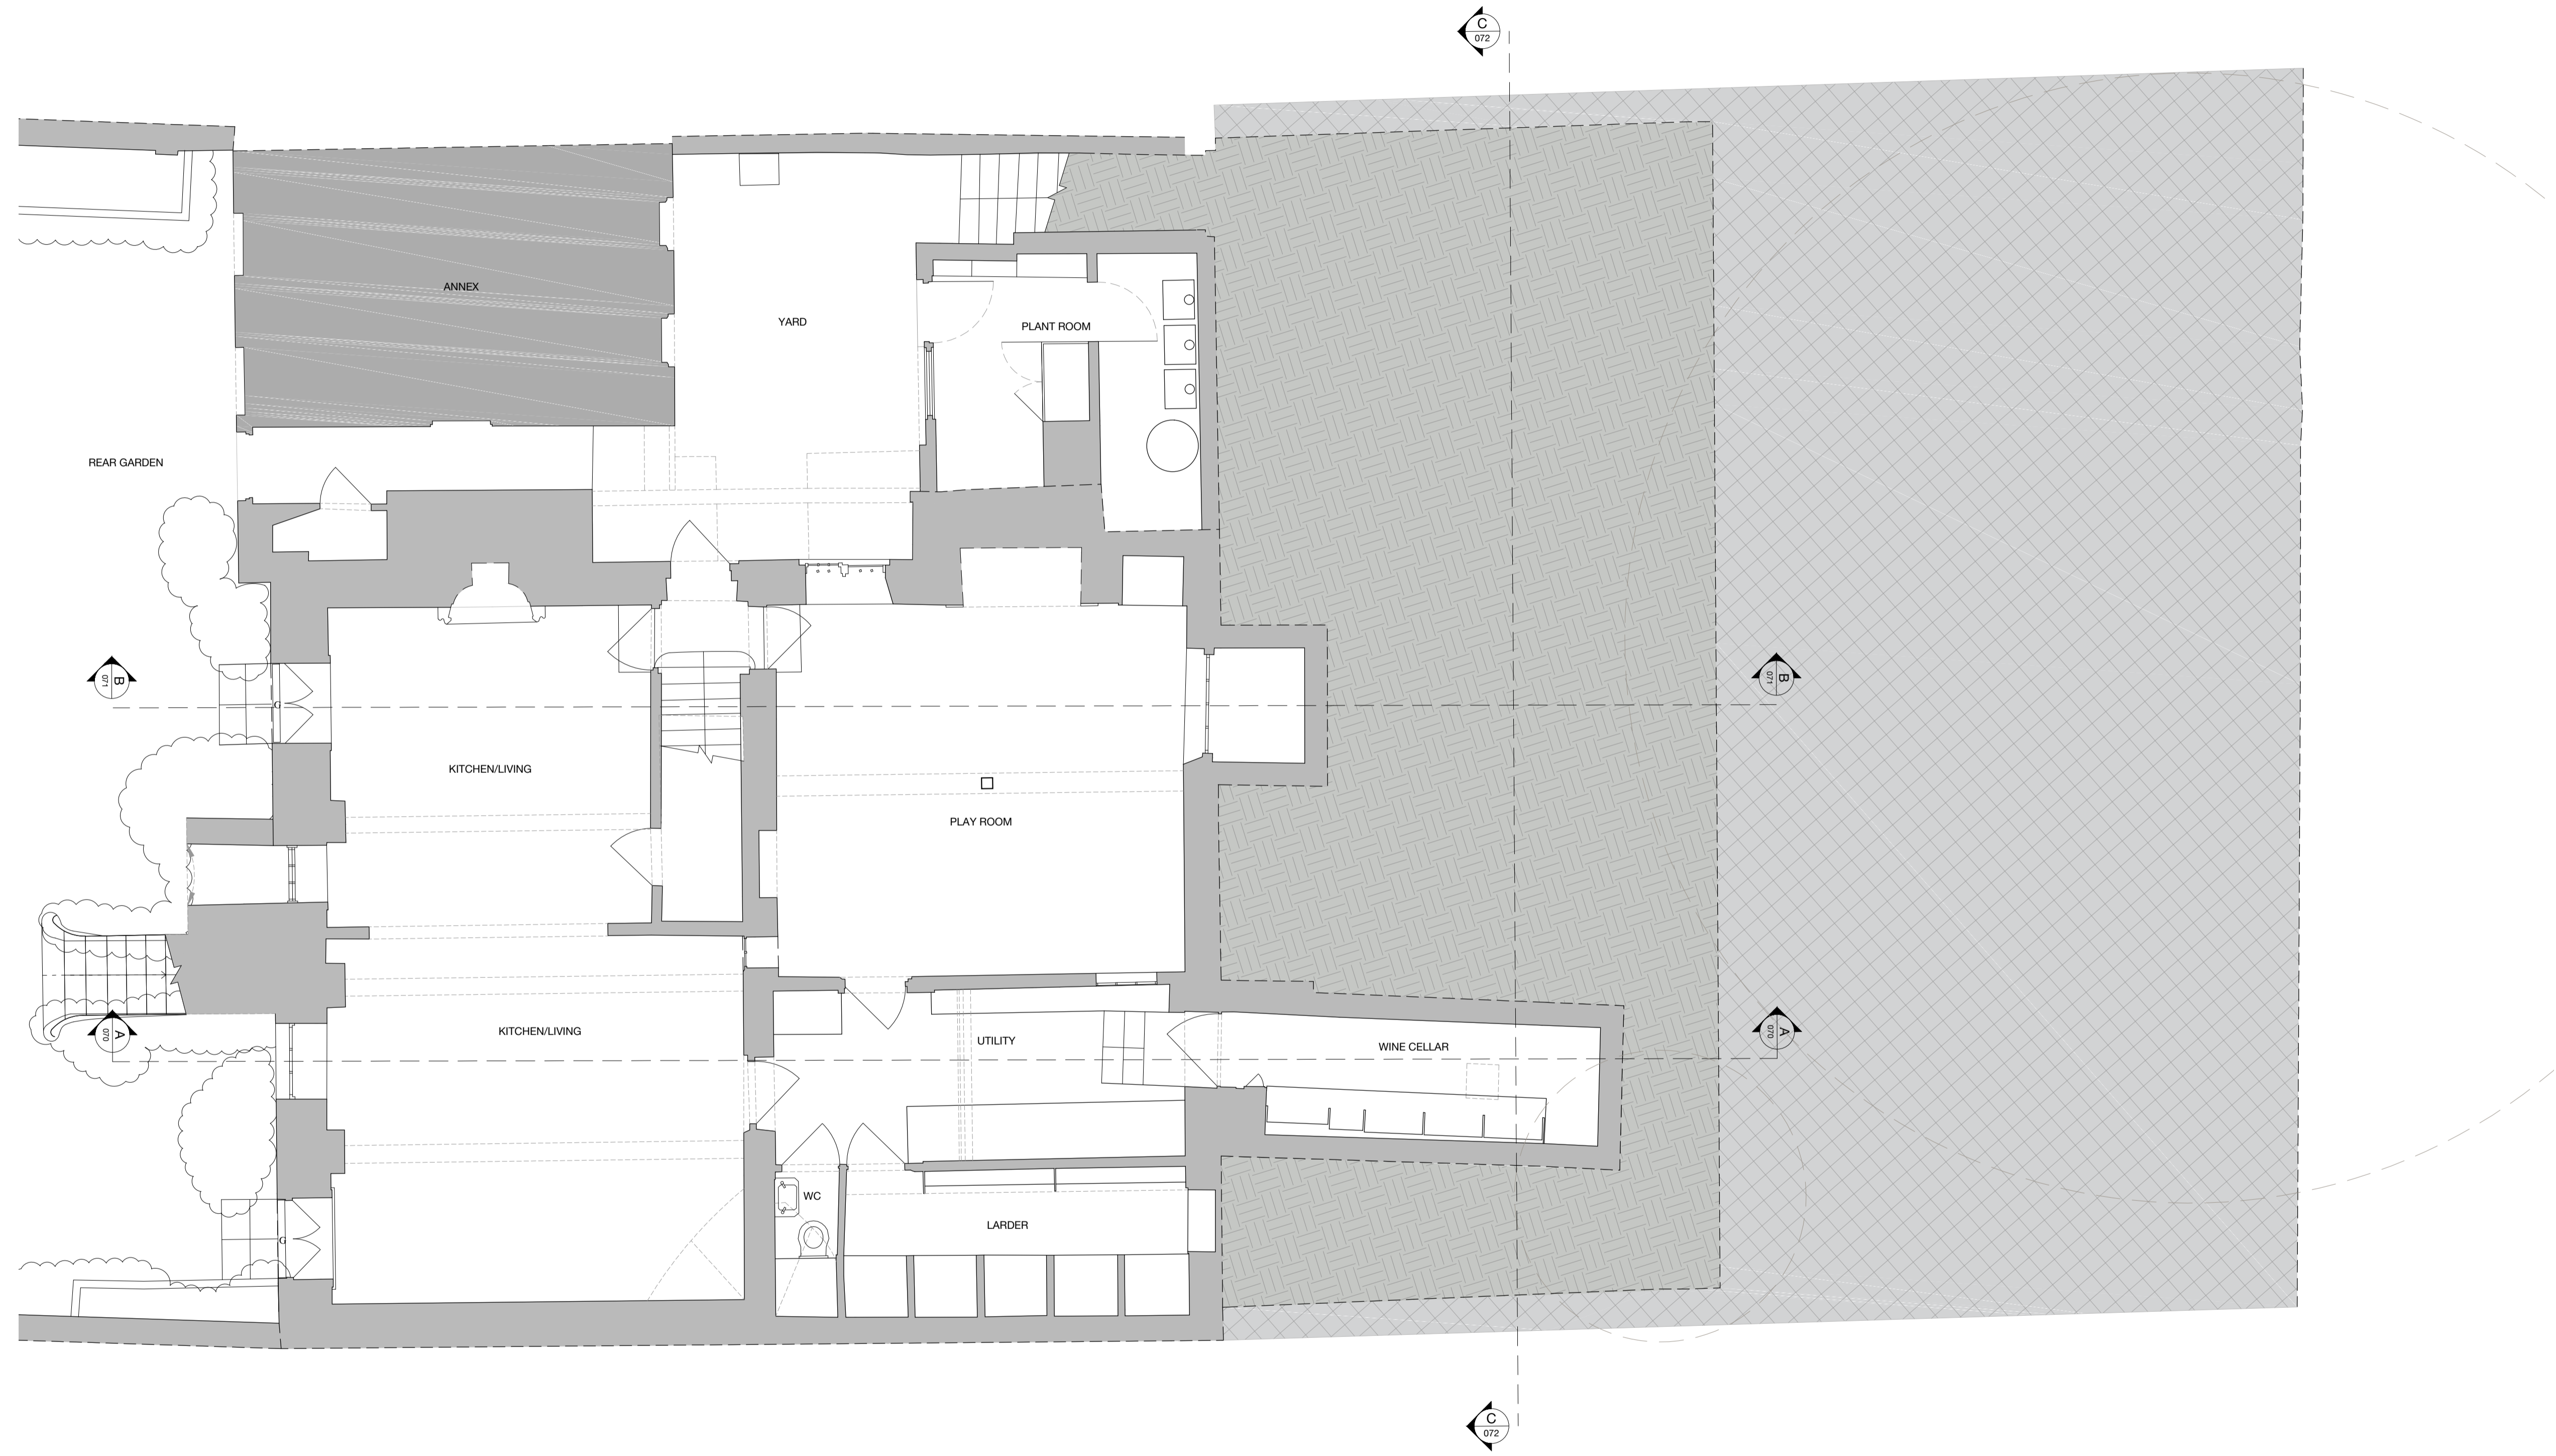 C
072
ANNEX
YARD
PLANT ROOM
REAR GARDEN
B
071
B
071
G
KITCHEN/LIVING
PLAY ROOM
A
070
A
070
KITCHEN/LIVING
UTILITY
WINE CELLAR
WC
LARDER
G
C
072